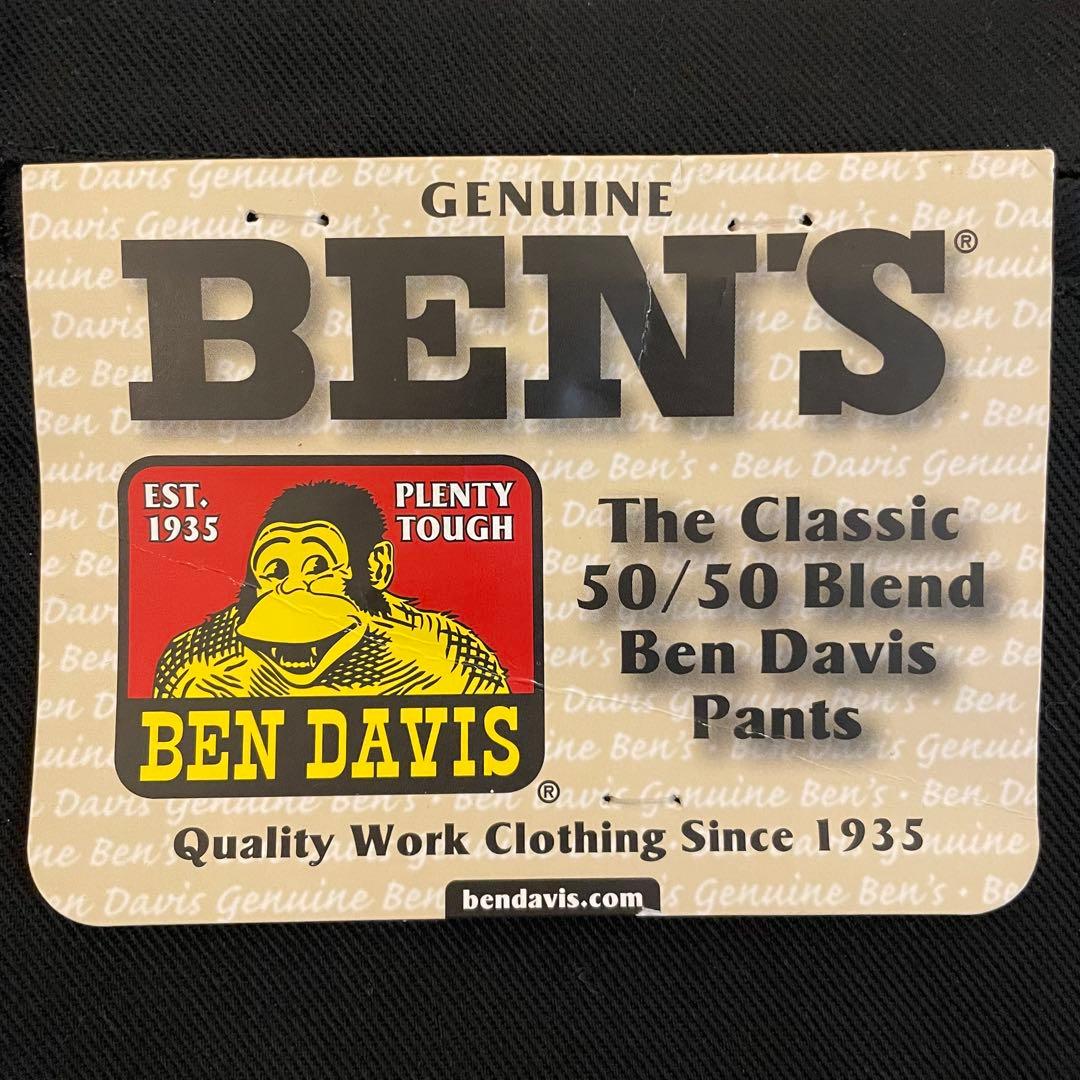 GENUINE
BEN'S®
EST.
1935
PLENTY
TOUGH
BEN DAVIS
®
The Classic
50/50 Blend
Ben Davis
Pants
Quality Work Clothing Since 1935
bendavis.com